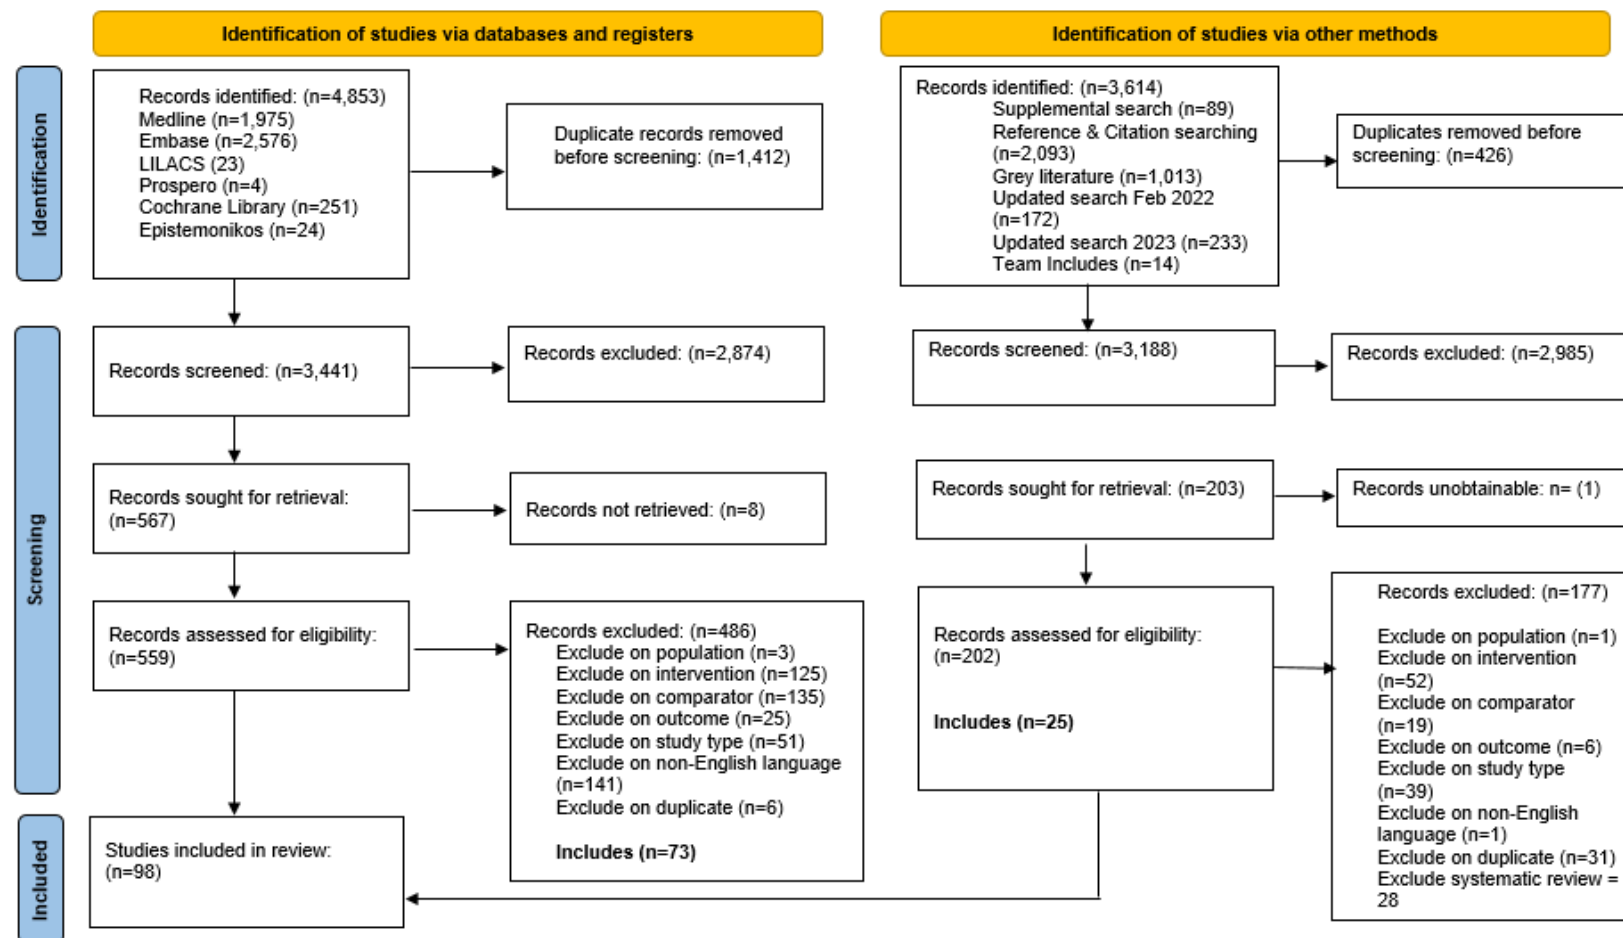 Identification of studies via databases and registers
Identification of studies via other methods
Identification
Records identified: (n=4,853)
Medline (n=1,975)
Embase (n=2,576)
LILACS (23)
Prospero (n=4)
Cochrane Library (n=251)
Epistemonikos (n=24)
Duplicate records removed
before screening: (n=1,412)
Records identified: (n=3,614)
Supplemental search (n=89)
Reference & Citation searching
(n=2,093)
Grey literature (n=1,013)
Updated search Feb 2022
(n=172)
Updated search 2023 (n=233)
Team Includes (n=14)
Duplicates removed before
screening: (n=426)
Screening
Records screened: (n=3,441)
Records excluded: (n=2,874)
Records screened: (n=3,188)
Records excluded: (n=2,985)
Records sought for retrieval:
(n=567)
Records not retrieved: (n=8)
Records sought for retrieval: (n=203)
Records unobtainable: n= (1)
Records assessed for eligibility:
(n=559)
Records excluded: (n=486)
Exclude on population (n=3)
Exclude on intervention (n=125)
Exclude on comparator (n=135)
Exclude on outcome (n=25)
Exclude on study type (n=51)
Exclude on non-English language
(n=141)
Exclude on duplicate (n=6)
Includes (n=73)
Records assessed for eligibility:
(n=202)
Includes (n=25)
Records excluded: (n=177)
Exclude on population (n=1)
Exclude on intervention
(n=52)
Exclude on comparator
(n=19)
Exclude on outcome (n=6)
Exclude on study type
(n=39)
Exclude on non-English
language (n=1)
Exclude on duplicate (n=31)
Exclude systematic review =
28
Included
Studies included in review:
(n=98)